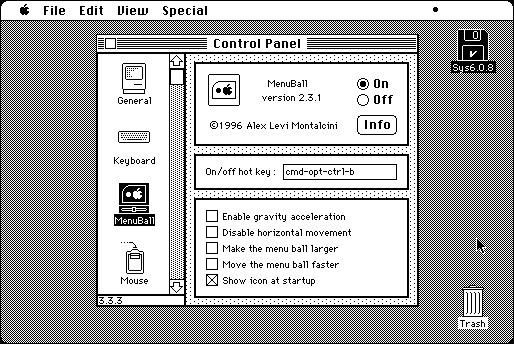 File Edit View Special
Control Panel
Sys6.0.8
General
Keyboard
MenuBall
Mouse
3.3.3
MenuBall
version 2.3.1
On
Off
©1996 Alex Levi Montalcini
Info
On/off hot key :
cmd-opt-ctrl-b
Enable gravity acceleration
Disable horizontal movement
Make the menu ball larger
Move the menu ball faster
Show icon at startup
Trash